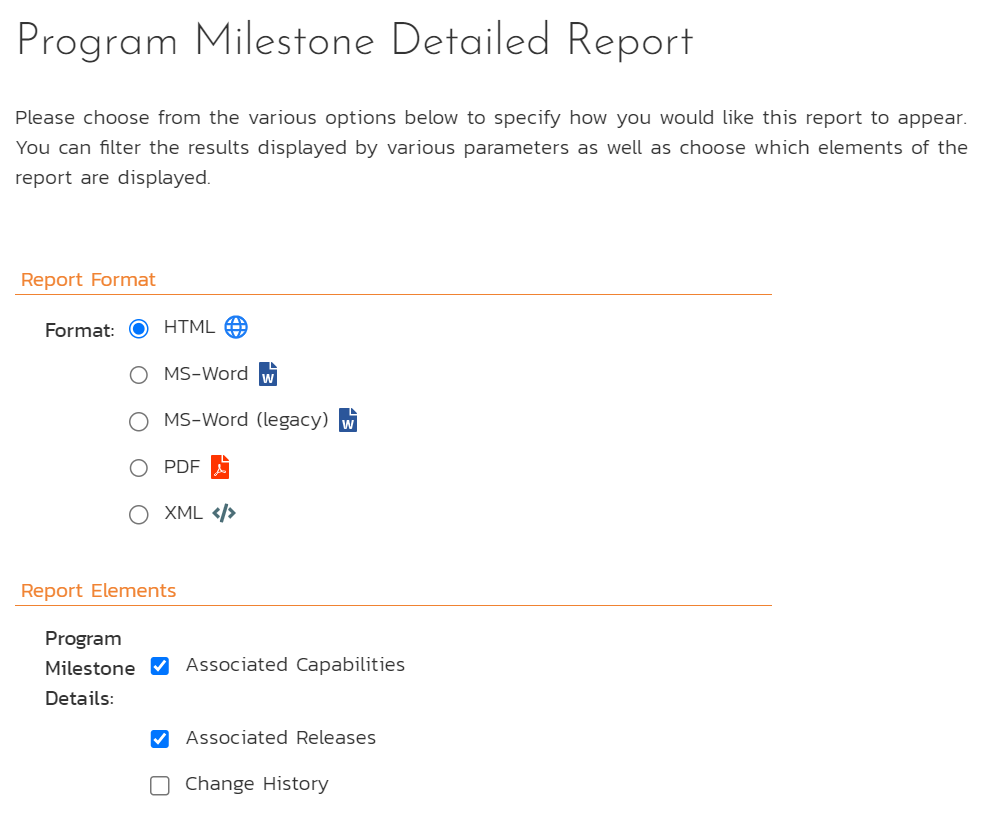 Program Milestone Detailed Report
Please choose from the various options below to specify how you would like this report to appear.
You can filter the results displayed by various parameters as well as choose which elements of the
report are displayed.
Report Format
Format: HTML
MS-Word
MS-Word (legacy)
PDF
XML
Report Elements
Program
Milestone
Details:
Associated Capabilities
Associated Releases
Change History